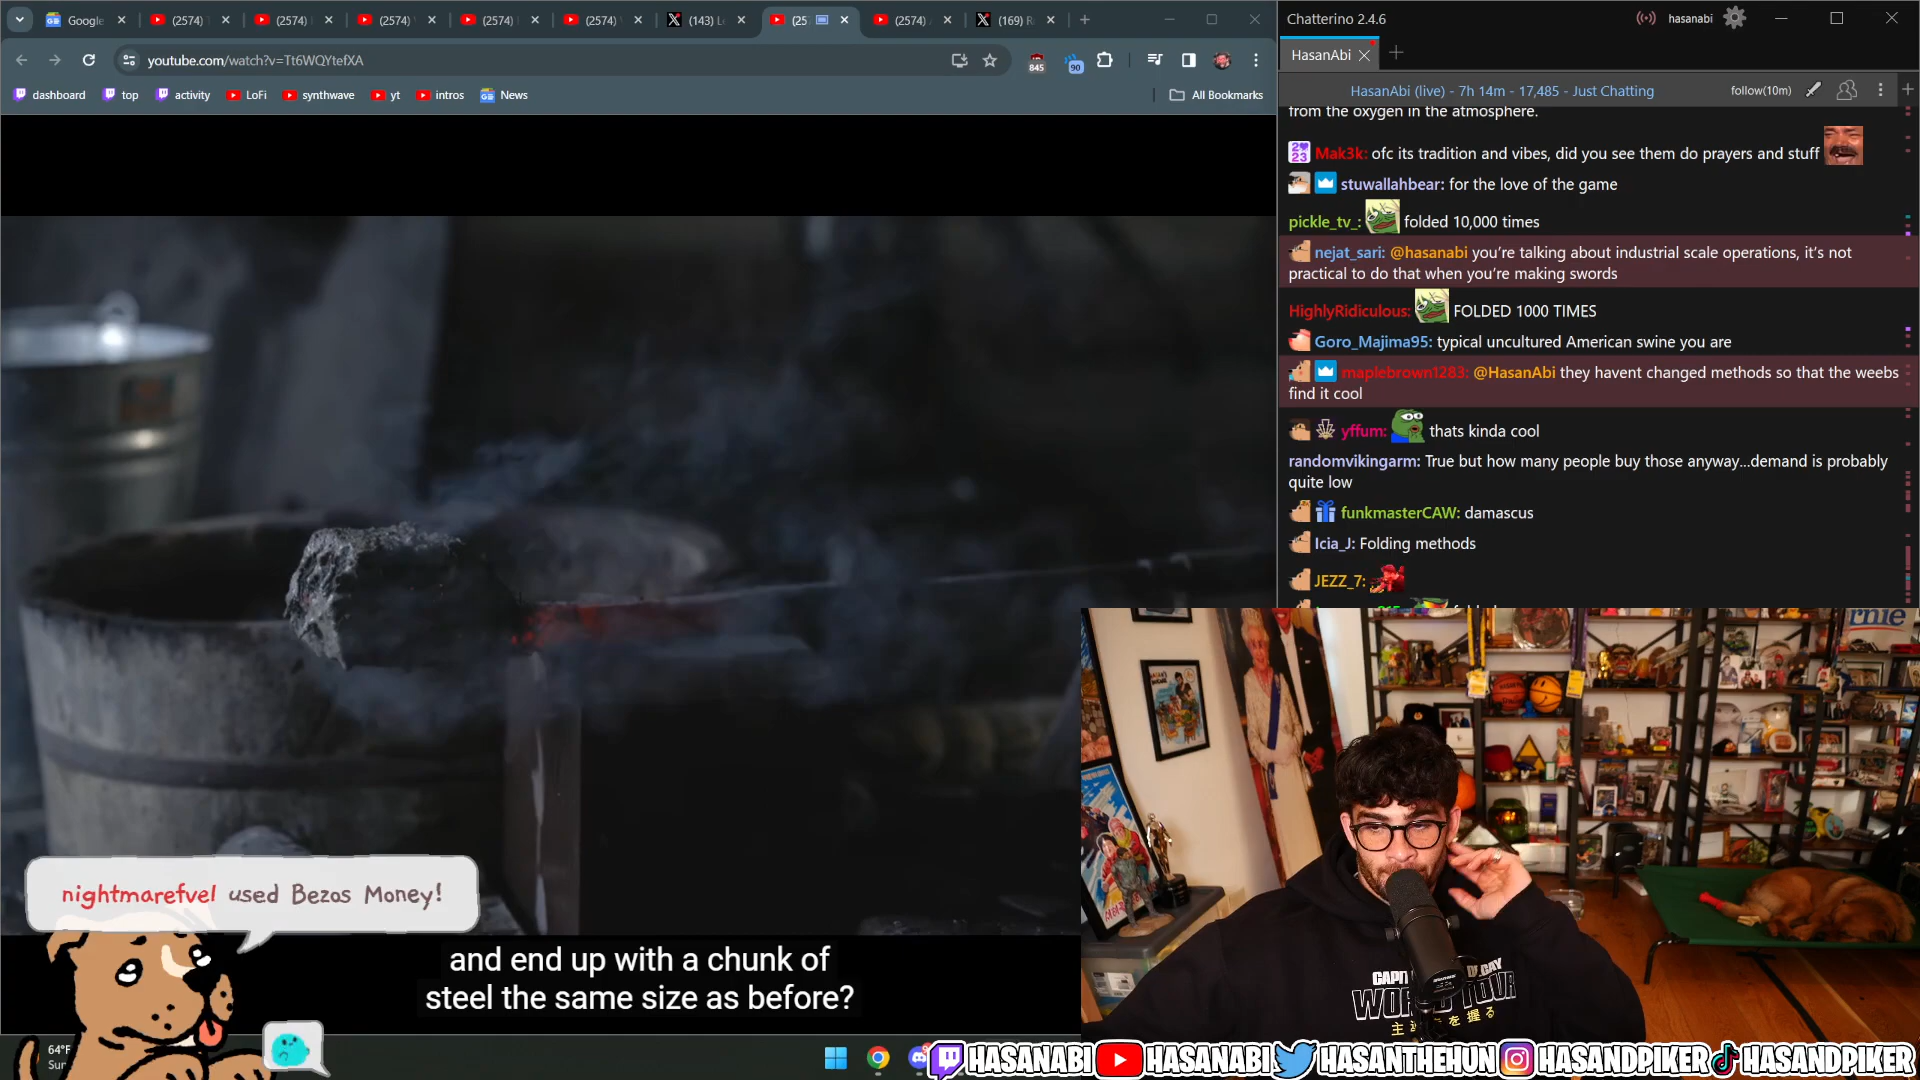 Google
(2574)
(2574)
(2574)
(2574)
(2574)
(143) L
(25
(2574)
(169) R
Chatterino 2.4.6
hasanabi
youtube.com/watch?v=Tt6WQYtefXA
845
90
HasanAbi
dashboard
top
activity
LoFi
synthwave
yt
intros
News
All Bookmarks
HasanAbi (live) - 7h 14m - 17,485 - Just Chatting
follow(10m)
from the oxygen in the atmosphere.
Mak3k: ofc its tradition and vibes, did you see them do prayers and stuff
stuwallahbear: for the love of the game
pickle_tv_: folded 10,000 times
nejat_sari: @hasanabi you’re talking about industrial scale operations, it’s not
practical to do that when you’re making swords
HighlyRidiculous: FOLDED 1000 TIMES
Goro_Majima95: typical uncultured American swine you are
maplebrown1283: @HasanAbi they havent changed methods so that the weebs
find it cool
yffum: thats kinda cool
randomvikingarm: True but how many people buy those anyway...demand is probably
quite low
funkmasterCAW: damascus
Icia_J: Folding methods
JEZZ_7:
rnie
nightmarefvel used Bezos Money!
and end up with a chunk of
steel the same size as before?
WORLD TOUR
64°F
HASANABI HASANABI HASANTHEHUN HASANDPIKER HASANDPIKER